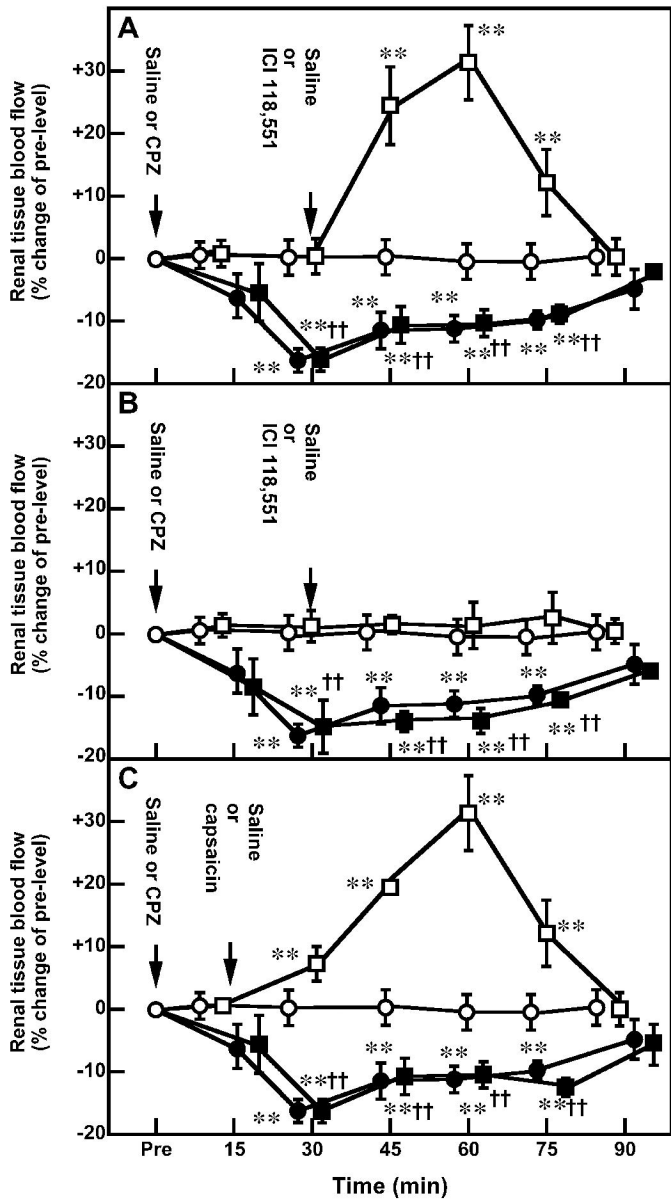 A
Saline or CPZ
Saline
or
ICI 118,551
Renal tissue blood flow
(% change of pre-level)
+30
+20
+10
0
-10
-20
**
**
**
**
**††
**
**††
**
**††
**
**††
B
Saline or CPZ
Saline
or
ICI 118,551
Renal tissue blood flow
(% change of pre-level)
+30
+20
+10
0
-10
-20
**
**††
**
**††
**
**††
**
**††
C
Saline or CPZ
Saline
or
capsaicin
Renal tissue blood flow
(% change of pre-level)
+30
+20
+10
0
-10
-20
**
**
**
**
**
**††
**
**††
**
**††
**
**††
Pre 15 30 45 60 75 90
Time (min)